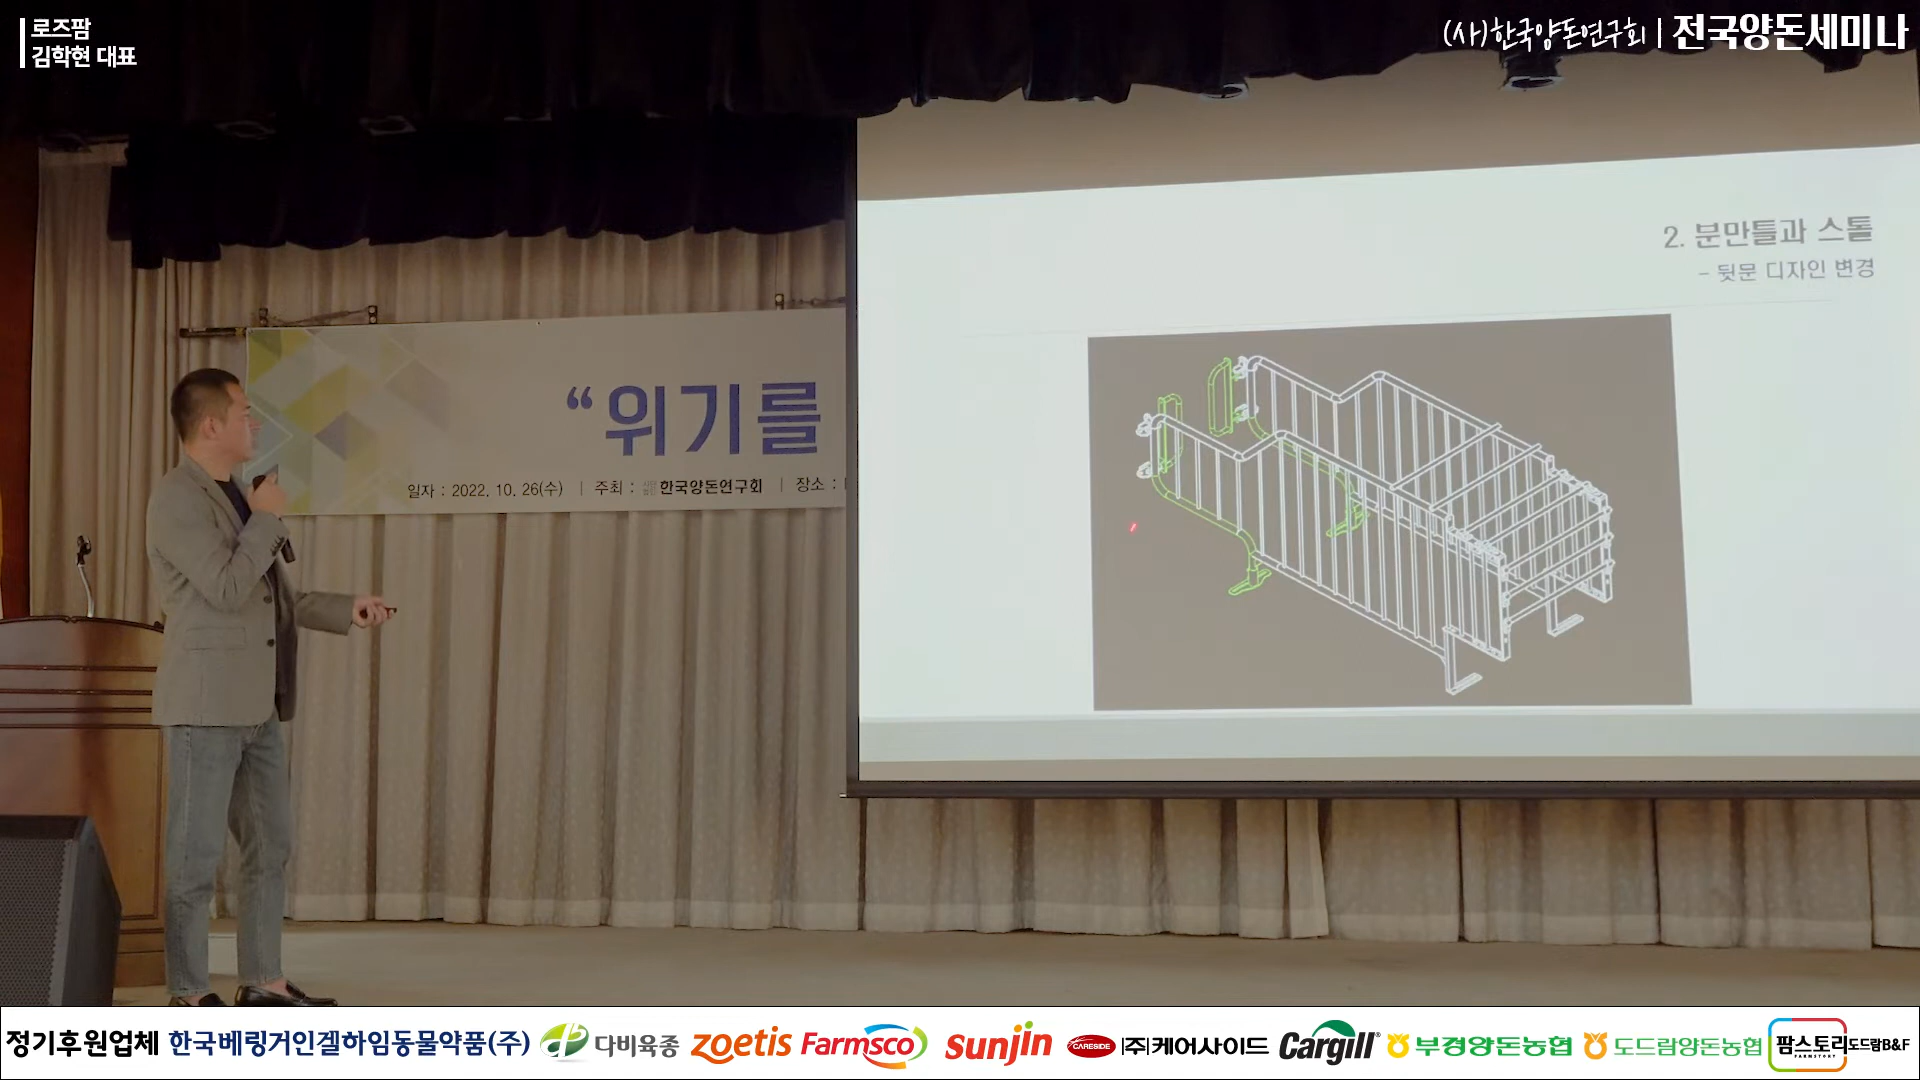 로즈팜
김학현 대표
(사)한국양돈연구회 | 전국양돈세미나
2. 분만틀과 스톨
- 뒷문 디자인 변경
“위기를
일자 : 2022. 10. 26(수) | 주최 : 한국양돈연구회 | 장소 :
정기후원업체 한국베링거인겔하임동물약품(주) 다비육종 zoetis Farmsco sunjin CARESIDE (주)케어사이드 Cargill® 부경양돈농협 도드람양돈농협 팜스토리 FARMSTORY 도드람B&F